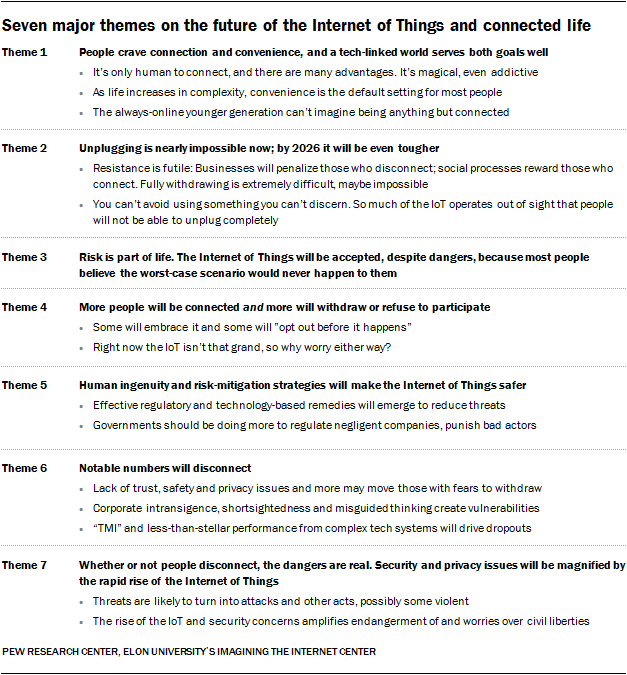 Seven major themes on the future of the Internet of Things and connected life
Theme 1 People crave connection and convenience, and a tech-linked world serves both goals well
• It's only human to connect, and there are many advantages. It's magical, even addictive
• As life increases in complexity, convenience is the default setting for most people
• The always-online younger generation can't imagine being anything but connected
Theme 2 Unplugging is nearly impossible now; by 2026 it will be even tougher
• Resistance is futile: Businesses will penalize those who disconnect; social processes reward those who
connect. Fully withdrawing is extremely difficult, maybe impossible
• You can't avoid using something you can't discern. So much of the IoT operates out of sight that people
will not be able to unplug completely
Theme 3 Risk is part of life. The Internet of Things will be accepted, despite dangers, because most people
believe the worst-case scenario would never happen to them
Theme 4 More people will be connected and more will withdraw or refuse to participate
• Some will embrace it and some will "opt out before it happens"
• Right now the IoT isn't that grand, so why worry either way?
Theme 5 Human ingenuity and risk-mitigation strategies will make the Internet of Things safer
• Effective regulatory and technology-based remedies will emerge to reduce threats
• Governments should be doing more to regulate negligent companies, punish bad actors
Theme 6 Notable numbers will disconnect
• Lack of trust, safety and privacy issues and more may move those with fears to withdraw
• Corporate intransigence, shortsightedness and misguided thinking create vulnerabilities
• "TMI" and less-than-stellar performance from complex tech systems will drive dropouts
Theme 7 Whether or not people disconnect, the dangers are real. Security and privacy issues will be magnified by
the rapid rise of the Internet of Things
• Threats are likely to turn into attacks and other acts, possibly some violent
• The rise of the IoT and security concerns amplifies endangerment of and worries over civil liberties
PEW RESEARCH CENTER, ELON UNIVERSITY'S IMAGINING THE INTERNET CENTER